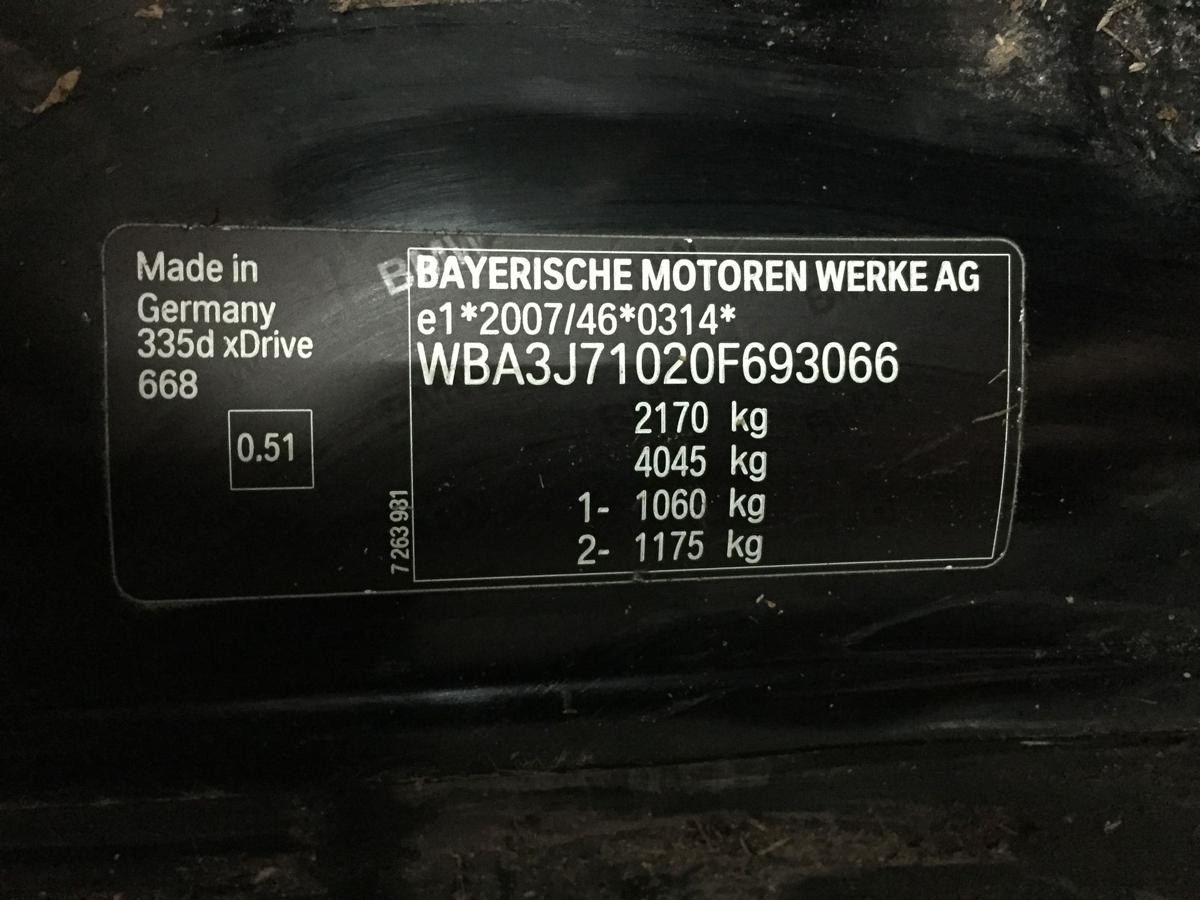 Made in
Germany
335d xDrive
668
0.51
7 263 981
BAYERISCHE MOTOREN WERKE AG
e1*2007/46*0314*
WBA3J71020F693066
2170 kg
4045 kg
1- 1060 kg
2- 1175 kg